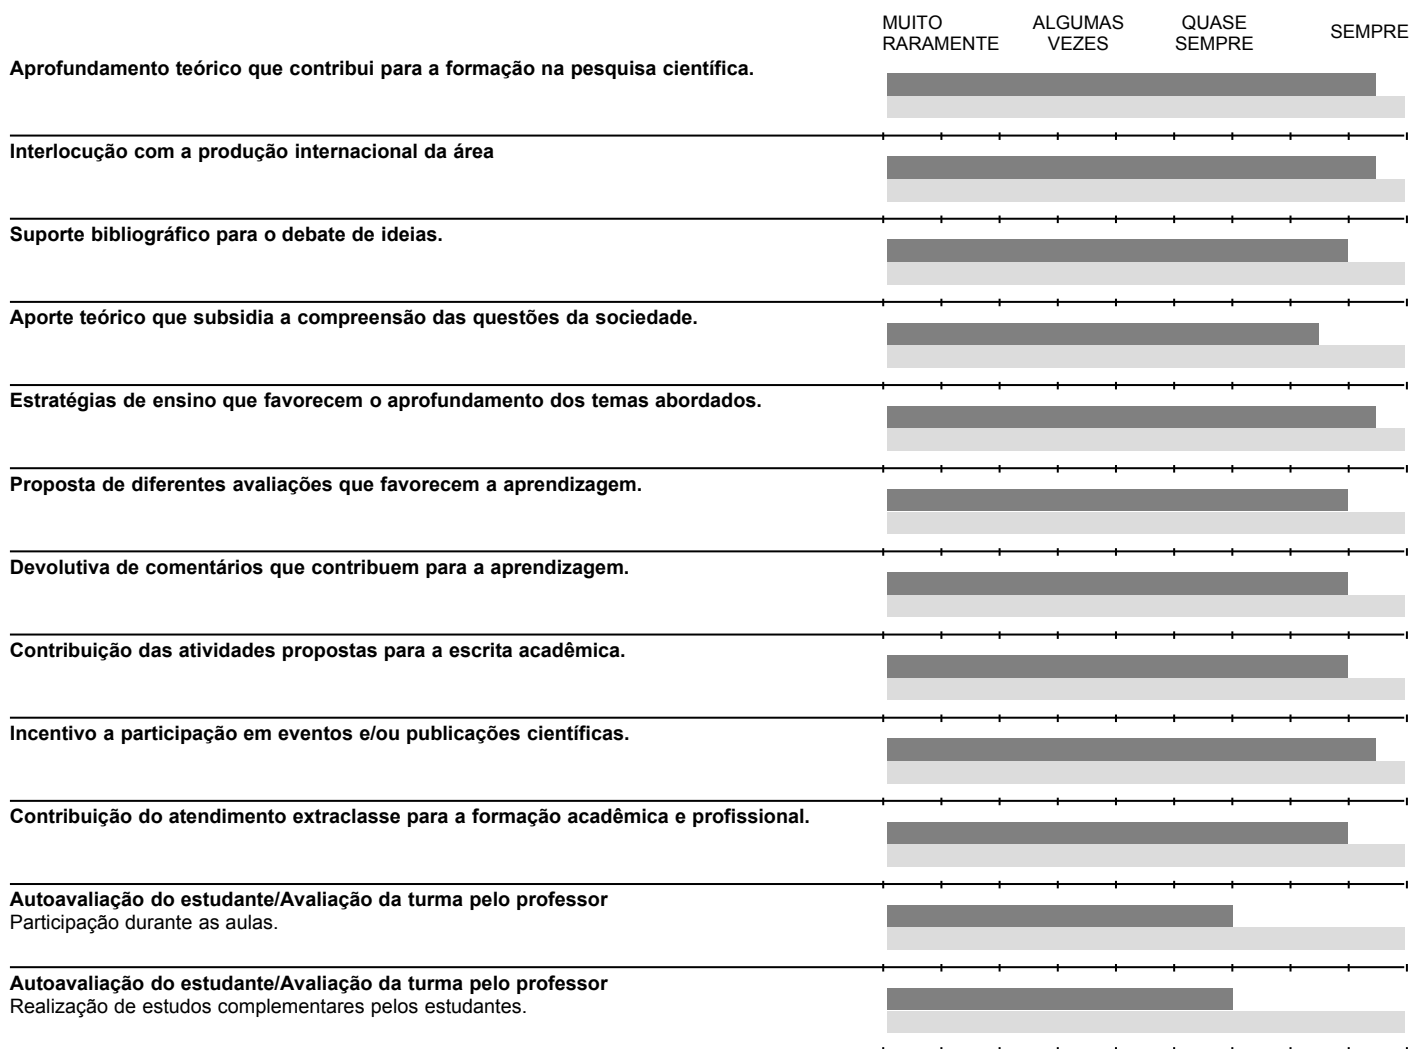 MUITO RARAMENTE
ALGUMAS VEZES
QUASE SEMPRE
SEMPRE
Aprofundamento teórico que contribui para a formação na pesquisa científica.
Interlocução com a produção internacional da área
Suporte bibliográfico para o debate de ideias.
Aporte teórico que subsidia a compreensão das questões da sociedade.
Estratégias de ensino que favorecem o aprofundamento dos temas abordados.
Proposta de diferentes avaliações que favorecem a aprendizagem.
Devolutiva de comentários que contribuem para a aprendizagem.
Contribuição das atividades propostas para a escrita acadêmica.
Incentivo a participação em eventos e/ou publicações científicas.
Contribuição do atendimento extraclasse para a formação acadêmica e profissional.
Autoavaliação do estudante/Avaliação da turma pelo professor
Participação durante as aulas.
Autoavaliação do estudante/Avaliação da turma pelo professor
Realização de estudos complementares pelos estudantes.